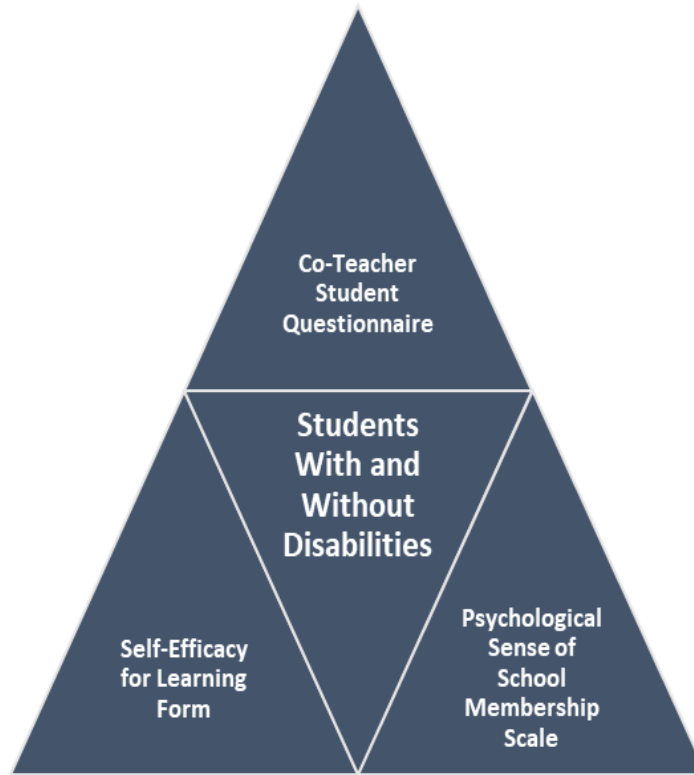 Co-Teacher
Student
Questionnaire
Students
With and
Without
Disabilities
Self-Efficacy
for Learning
Form
Psychological
Sense of
School
Membership
Scale